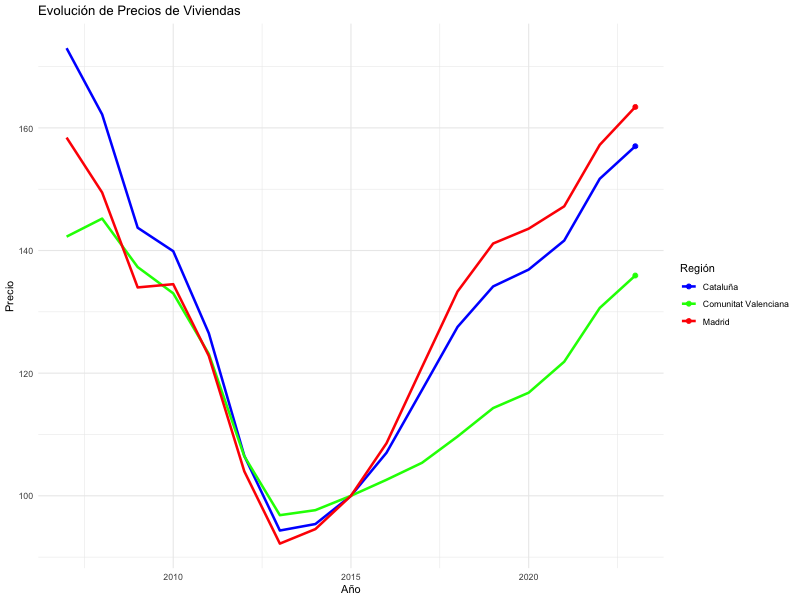 Evolución de Precios de Viviendas
Precio
160
140
120
100
2010
2015
2020
Año
Región
Cataluña
Comunitat Valenciana
Madrid